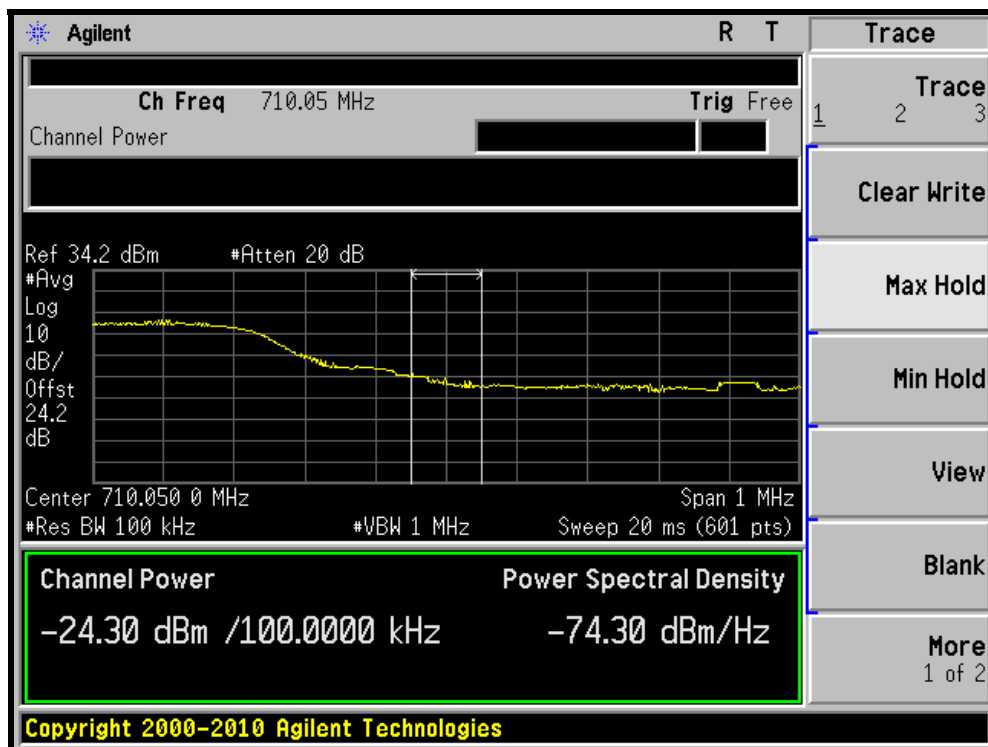 Agilent R T Trace
Ch Freq 710.05 MHz Trig Free
Channel Power
Trace
1 2 3
Clear Write
Max Hold
Min Hold
View
Blank
More
1 of 2
Ref 34.2 dBm #Atten 20 dB
#Avg
Log
10
dB/
Offst
24.2
dB
Center 710.050 0 MHz Span 1 MHz
#Res BW 100 kHz #VBW 1 MHz Sweep 20 ms (601 pts)
Channel Power Power Spectral Density
-24.30 dBm /100.0000 kHz -74.30 dBm/Hz
Copyright 2000-2010 Agilent Technologies